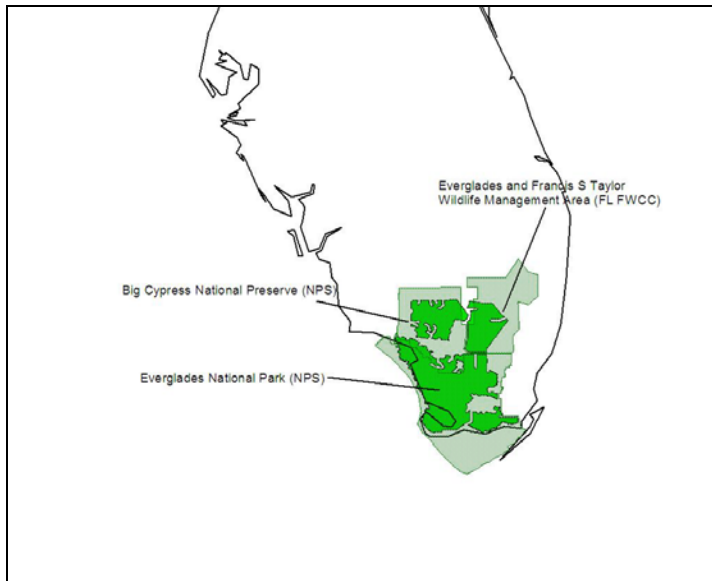 Everglades and Francis S Taylor
Wildlife Management Area (FL FWCC)
Big Cypress National Preserve (NPS)
Everglades National Park (NPS)